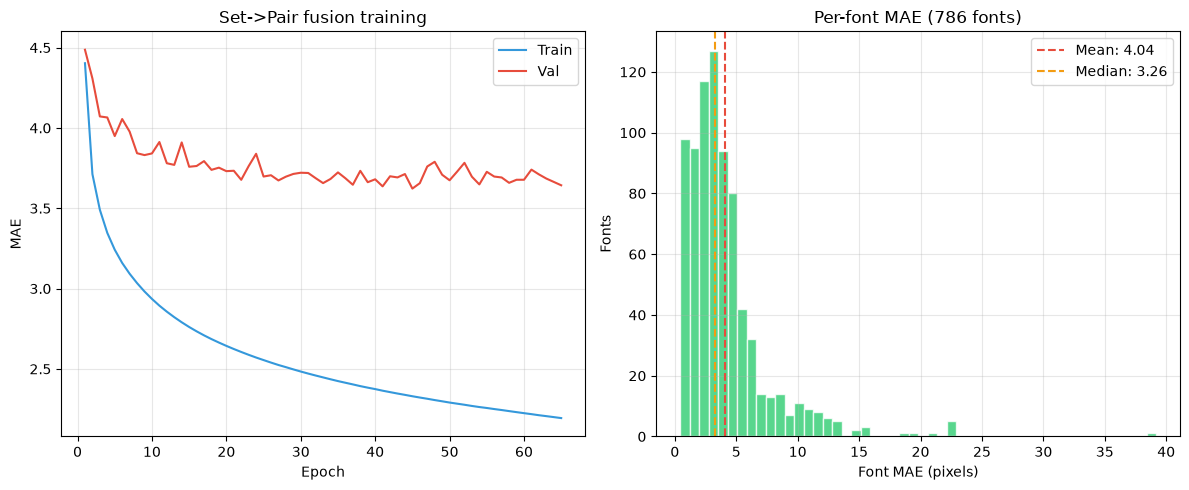 Set->Pair fusion training
4.5
4.0
3.5
3.0
2.5
MAE
0 10 20 30 40 50 60
Epoch
Train
Val
Per-font MAE (786 fonts)
120
100
80
60
40
20
0
Fonts
0 5 10 15 20 25 30 35 40
Font MAE (pixels)
Mean: 4.04
Median: 3.26